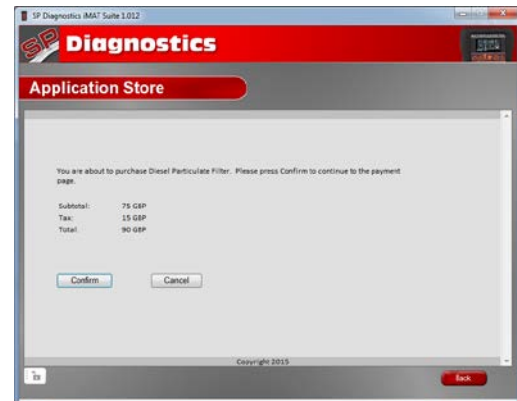 SP Diagnostics iMAT Suite 1.012
SP Diagnostics
Application Store
You are about to purchase Diesel Particulate Filter. Please press Confirm to continue to the payment
page.
Subtotal: 75 GBP
Tax: 15 GBP
Total: 90 GBP
Confirm Cancel
Copyright 2015
Back